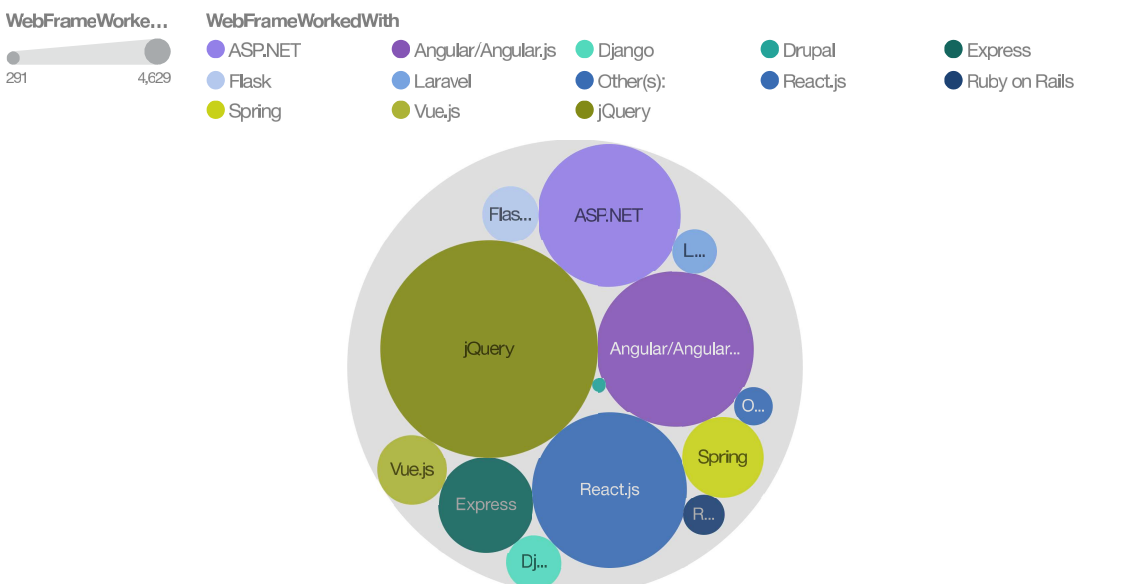 WebFrameWorke... WebFrameWorkedWith
ASP.NET Angular/Angular.js Django Drupal Express
291 4,629
Flask Laravel Other(s): React.js Ruby on Rails
Spring Vue.js jQuery
Flas... ASP.NET
L...
jQuery Angular/Angular...
O...
Vue.js Spring
React.js
Express
R...
Dj...